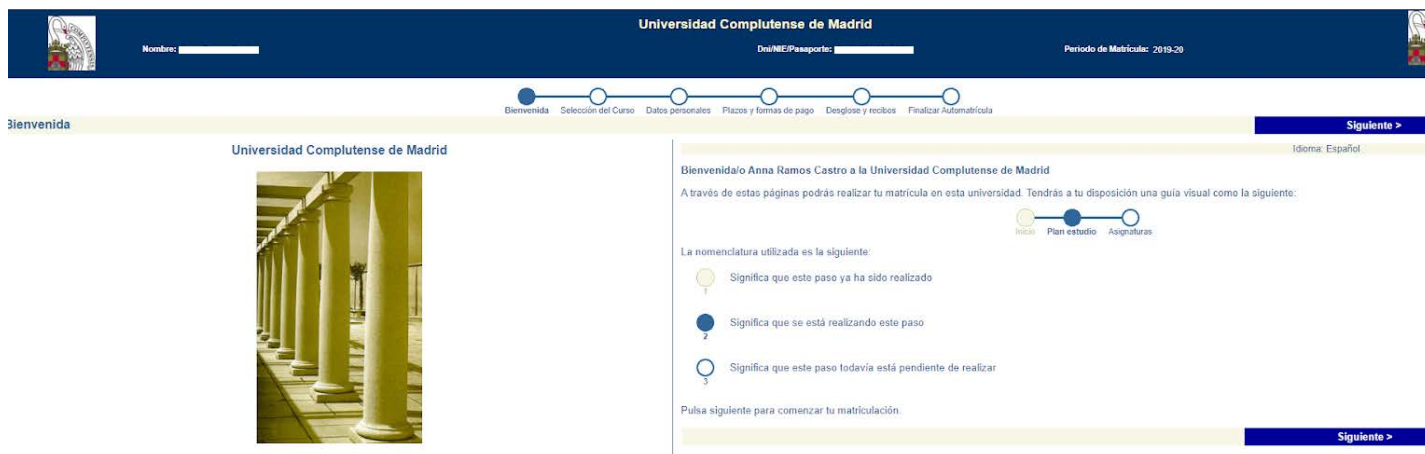 Universidad Complutense de Madrid
Nombre:
Dni/NIE/Pasaporte:
Periodo de Matrícula: 2019-20
Bienvenida
Selección del Curso
Datos personales
Plazos y formas de pago
Desglose y recibos
Finalizar Automatrícula
Bienvenida
Siguiente >
Universidad Complutense de Madrid
Idioma: Español
Bienvenida/o Anna Ramos Castro a la Universidad Complutense de Madrid
A través de estas páginas podrás realizar tu matrícula en esta universidad. Tendrás a tu disposición una guía visual como la siguiente:
Inicio
Plan estudio
Asignaturas
La nomenclatura utilizada es la siguiente:
1
Significa que este paso ya ha sido realizado
2
Significa que se está realizando este paso
3
Significa que este paso todavía está pendiente de realizar
Pulsa siguiente para comenzar tu matriculación.
Siguiente >